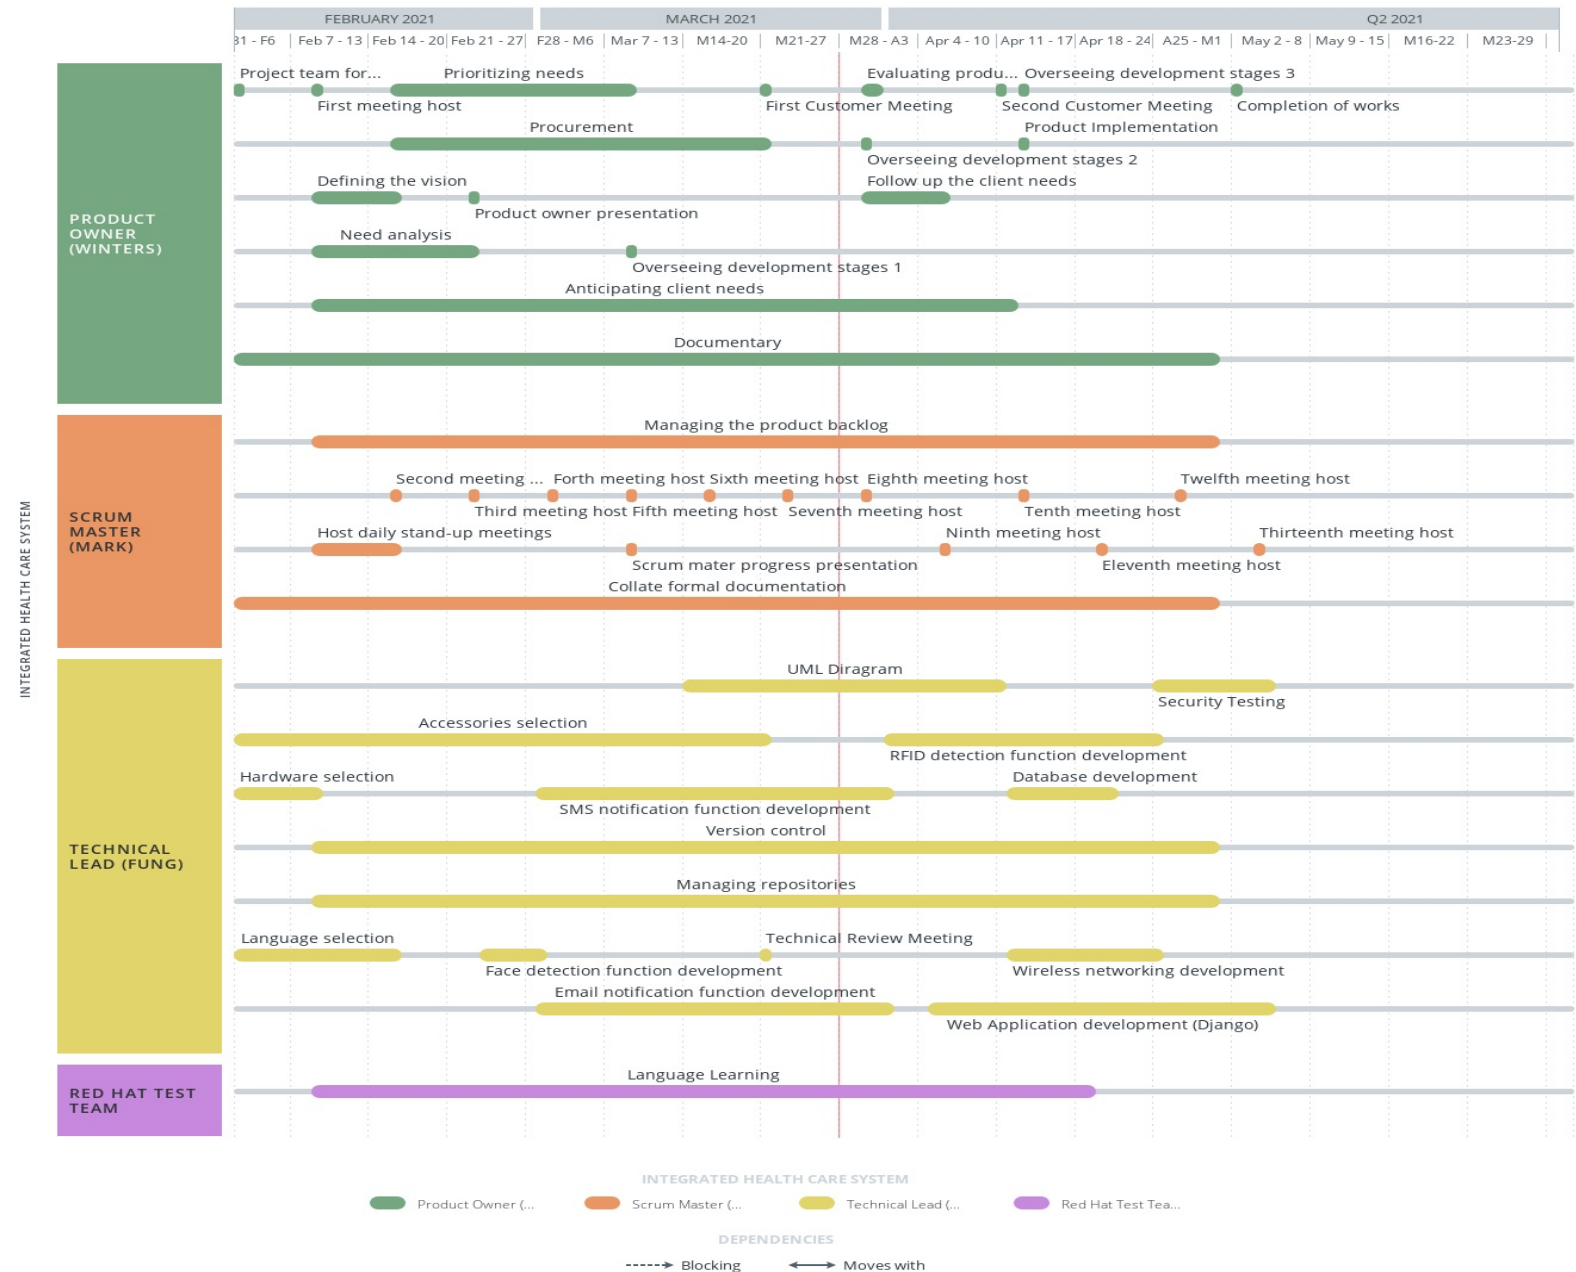 FEBRUARY 2021 MARCH 2021 Q2 2021
31 - F6 Feb 7 - 13 Feb 14 - 20 Feb 21 - 27 F28 - M6 Mar 7 - 13 M14-20 M21-27 M28 - A3 Apr 4 - 10 Apr 11 - 17 Apr 18 - 24 A25 - M1 May 2 - 8 May 9 - 15 M16-22 M23-29
INTEGRATED HEALTH CARE SYSTEM
PRODUCT
OWNER
(WINTERS)
Project team for... Prioritizing needs Evaluating produ... Overseeing development stages 3
First meeting host First Customer Meeting Second Customer Meeting Completion of works
Procurement Product Implementation
Overseeing development stages 2
Defining the vision Follow up the client needs
Product owner presentation
Need analysis
Overseeing development stages 1
Anticipating client needs
Documentary
SCRUM
MASTER
(MARK)
Managing the product backlog
Second meeting ... Forth meeting host Sixth meeting host Eighth meeting host Twelfth meeting host
Third meeting host Fifth meeting host Seventh meeting host Tenth meeting host
Host daily stand-up meetings Ninth meeting host Thirteenth meeting host
Scrum mater progress presentation Eleventh meeting host
Collate formal documentation
TECHNICAL
LEAD (FUNG)
UML Diragram
Security Testing
Accessories selection
RFID detection function development
Hardware selection Database development
SMS notification function development
Version control
Managing repositories
Language selection Technical Review Meeting
Face detection function development Wireless networking development
Email notification function development
Web Application development (Django)
RED HAT TEST
TEAM
Language Learning
INTEGRATED HEALTH CARE SYSTEM
Product Owner (... Scrum Master (... Technical Lead (... Red Hat Test Tea...
DEPENDENCIES
Blocking Moves with